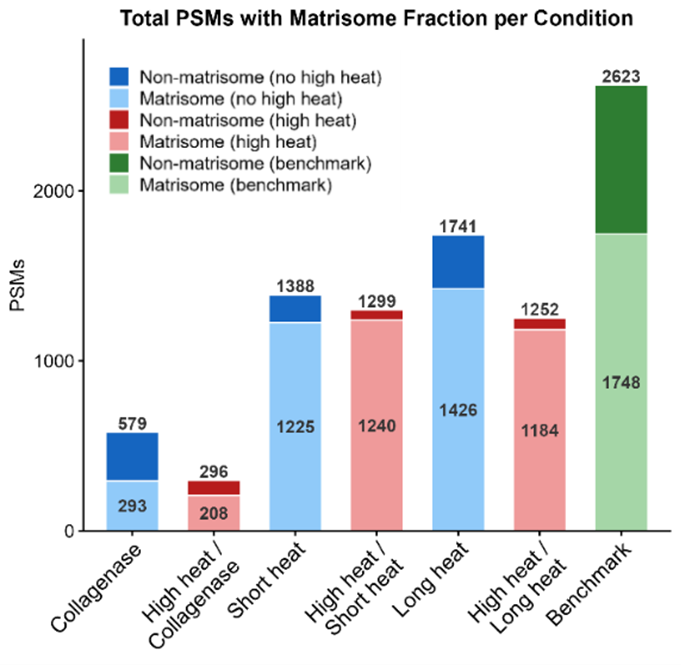 Total PSMs with Matrisome Fraction per Condition
Non-matrisome (no high heat)
Matrisome (no high heat)
Non-matrisome (high heat)
Matrisome (high heat)
Non-matrisome (benchmark)
Matrisome (benchmark)
PSMs
2000
1000
0
579
293
296
208
1388
1225
1299
1240
1741
1426
1252
1184
2623
1748
Collagenase
High heat /
Collagenase
Short heat
High heat /
Short heat
Long heat
High heat /
Long heat
Benchmark